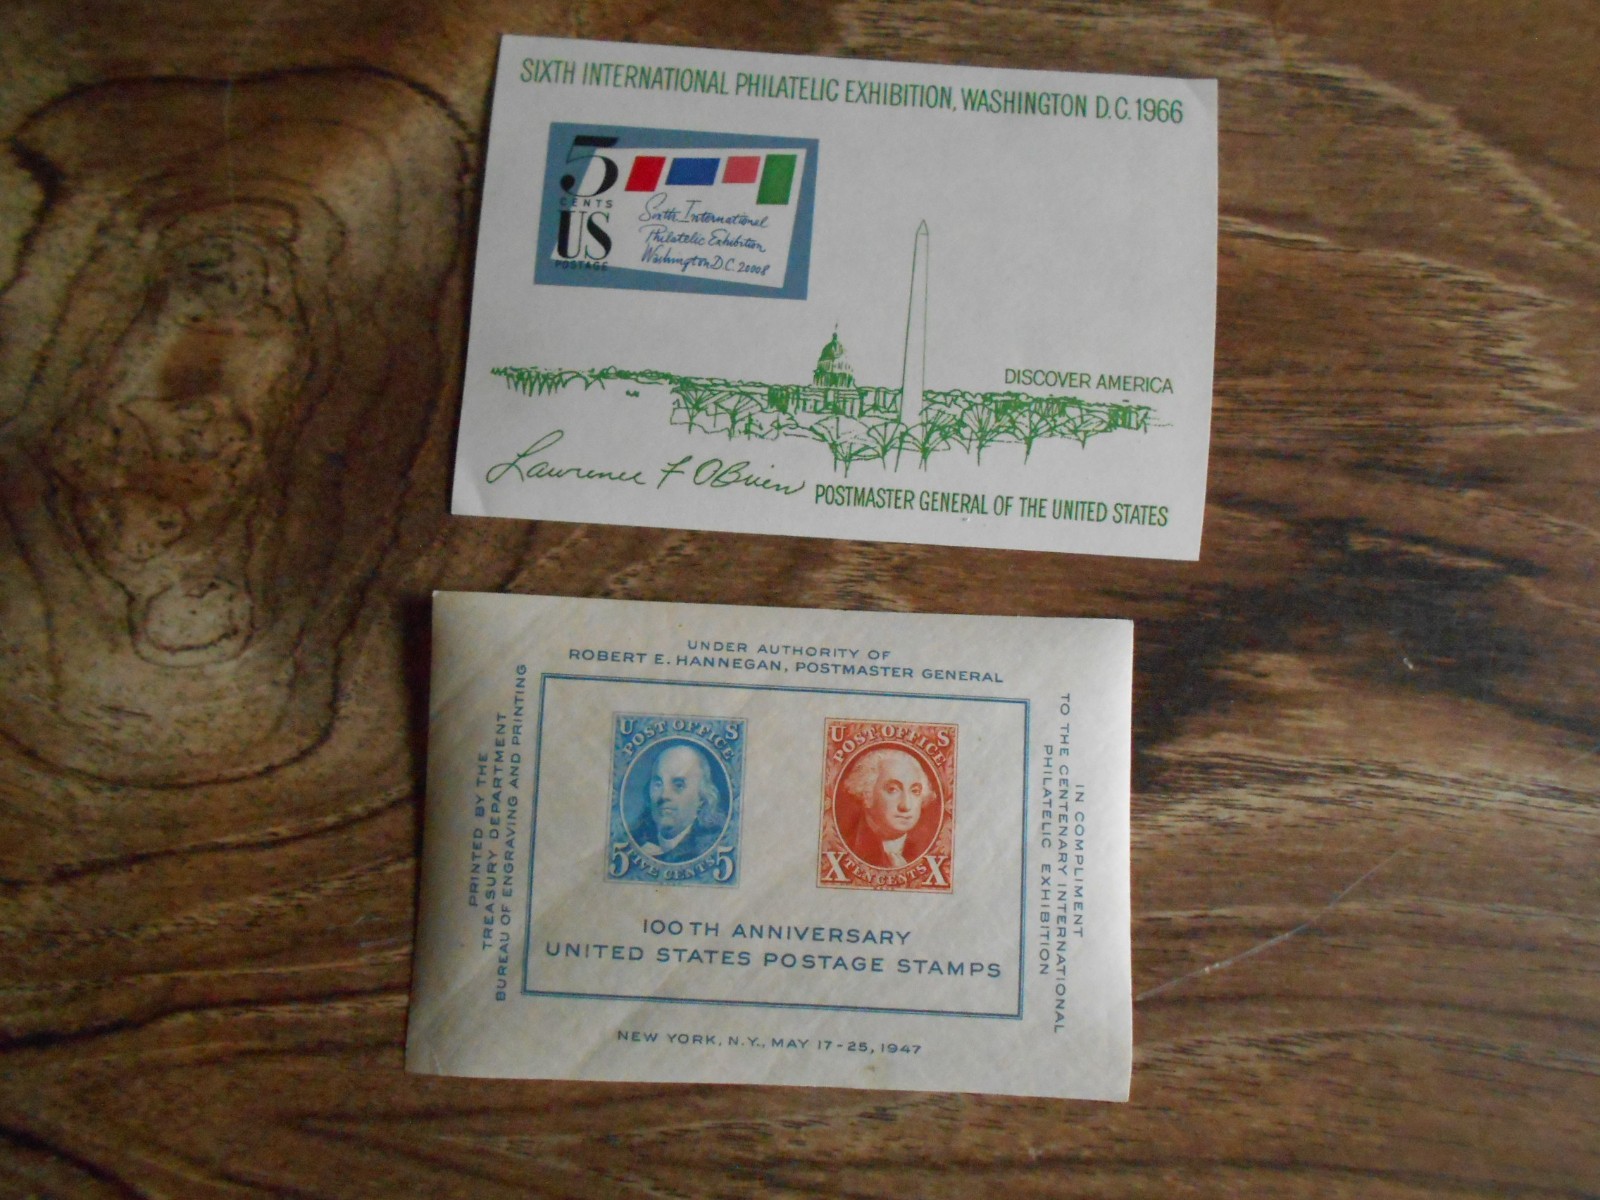 SIXTH INTERNATIONAL PHILATELIC EXHIBITION, WASHINGTON D.C. 1966
5
CENTS
US
POSTAGE
Sixth International
Philatelic Exhibition
Washington D.C. 20008
DISCOVER AMERICA
Lawrence F O'Brien
POSTMASTER GENERAL OF THE UNITED STATES
UNDER AUTHORITY OF
ROBERT E. HANNEGAN, POSTMASTER GENERAL
PRINTED BY THE
TREASURY DEPARTMENT
BUREAU OF ENGRAVING AND PRINTING
U S
POST OFFICE
5 FIVE CENTS 5
U S
POST OFFICE
X TEN CENTS X
100TH ANNIVERSARY
UNITED STATES POSTAGE STAMPS
IN COMPLIMENT
TO THE CENTENARY INTERNATIONAL
PHILATELIC EXHIBITION
NEW YORK, N.Y., MAY 17-25, 1947